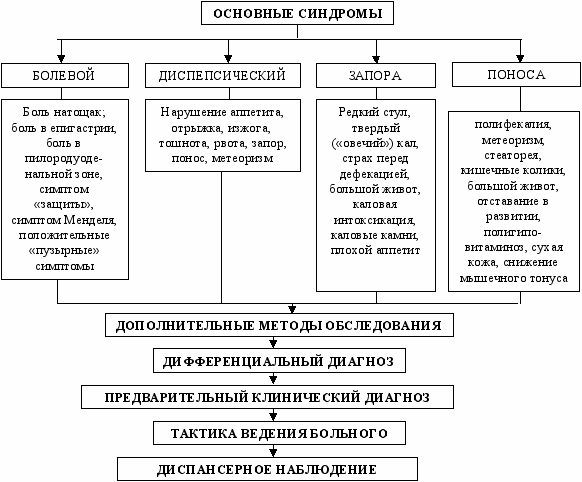 ОСНОВНЫЕ СИНДРОМЫ
БОЛЕВОЙ
Боль натощак;
боль в эпигастрии,
боль в
пилородуоде-
нальной зоне,
симптом
«защиты»,
симптом Менделя,
положительные
«пузырные»
симптомы
ДИСПЕПСИЧЕСКИЙ
Нарушение аппетита,
отрыжка, изжога,
тошнота, рвота, запор,
понос, метеоризм
ЗАПОРА
Редкий стул,
твердый
(«овечий») кал,
страх перед
дефекацией,
большой живот,
каловая
интоксикация,
каловые камни,
плохой аппетит
ПОНОСА
полифекалия,
метеоризм,
стеаторея,
кишечные колики,
большой живот,
отставание в
развитии,
полигипо-
витаминоз, сухая
кожа, снижение
мышечного тонуса
ДОПОЛНИТЕЛЬНЫЕ МЕТОДЫ ОБСЛЕДОВАНИЯ
ДИФФЕРЕНЦИАЛЬНЫЙ ДИАГНОЗ
ПРЕДВАРИТЕЛЬНЫЙ КЛИНИЧЕСКИЙ ДИАГНОЗ
ТАКТИКА ВЕДЕНИЯ БОЛЬНОГО
ДИСПАНСЕРНОЕ НАБЛЮДЕНИЕ